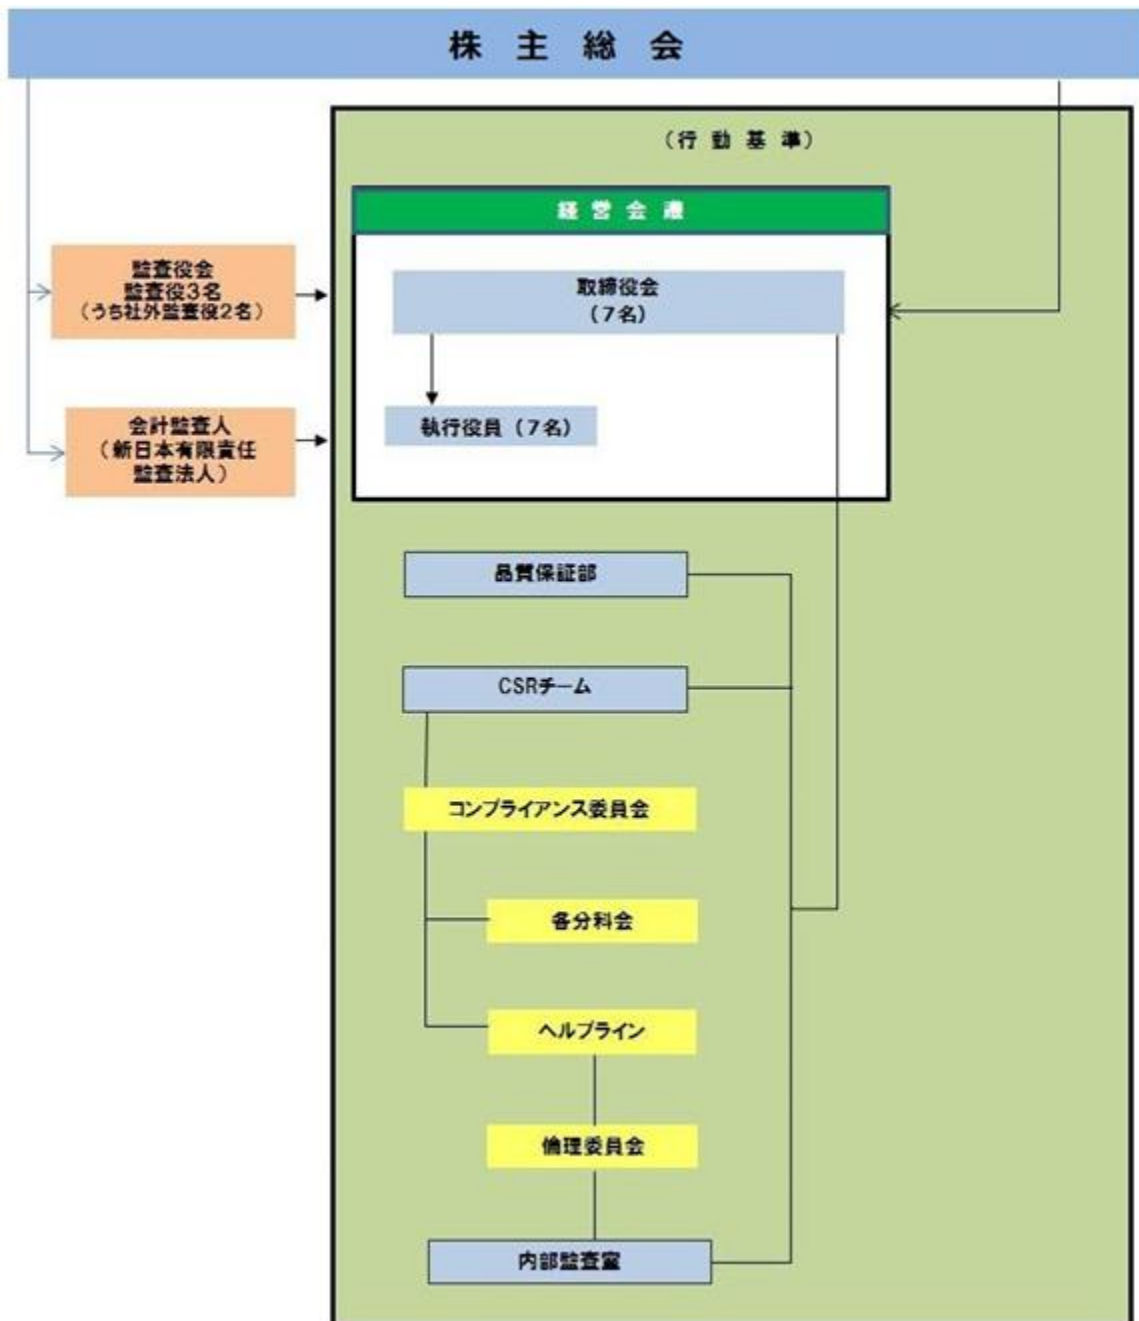 株主総会
（行動基準）
経営会議
監査役会
監査役3名
（うち社外監査役2名）
取締役会
（7名）
会計監査人
（新日本有限責任
監査法人）
執行役員（7名）
品質保証部
CSRチーム
コンプライアンス委員会
各分科会
ヘルプライン
倫理委員会
内部監査室